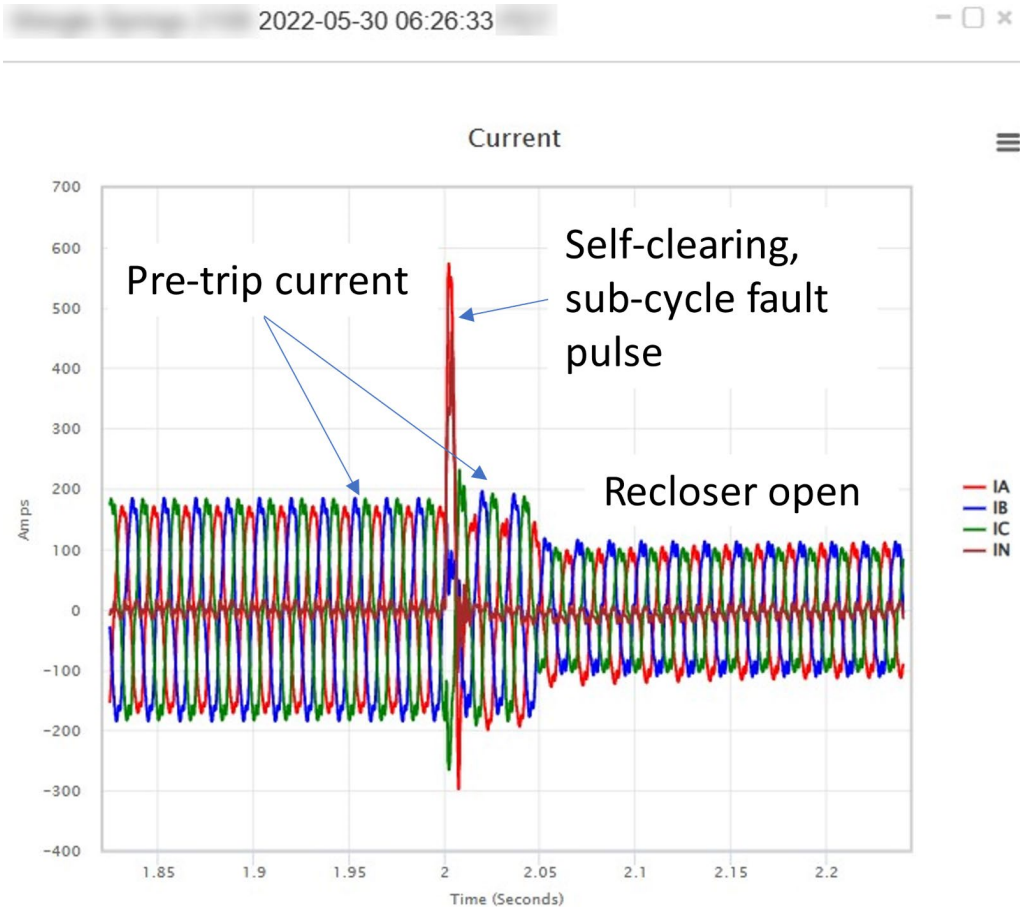 2022-05-30 06:26:33
Current
700
600
500
400
300
200
100
0
-100
-200
-300
-400
Amps
Pre-trip current
Self-clearing,
sub-cycle fault
pulse
Recloser open
IA
IB
IC
IN
1.85
1.9
1.95
2
2.05
2.1
2.15
2.2
Time (Seconds)